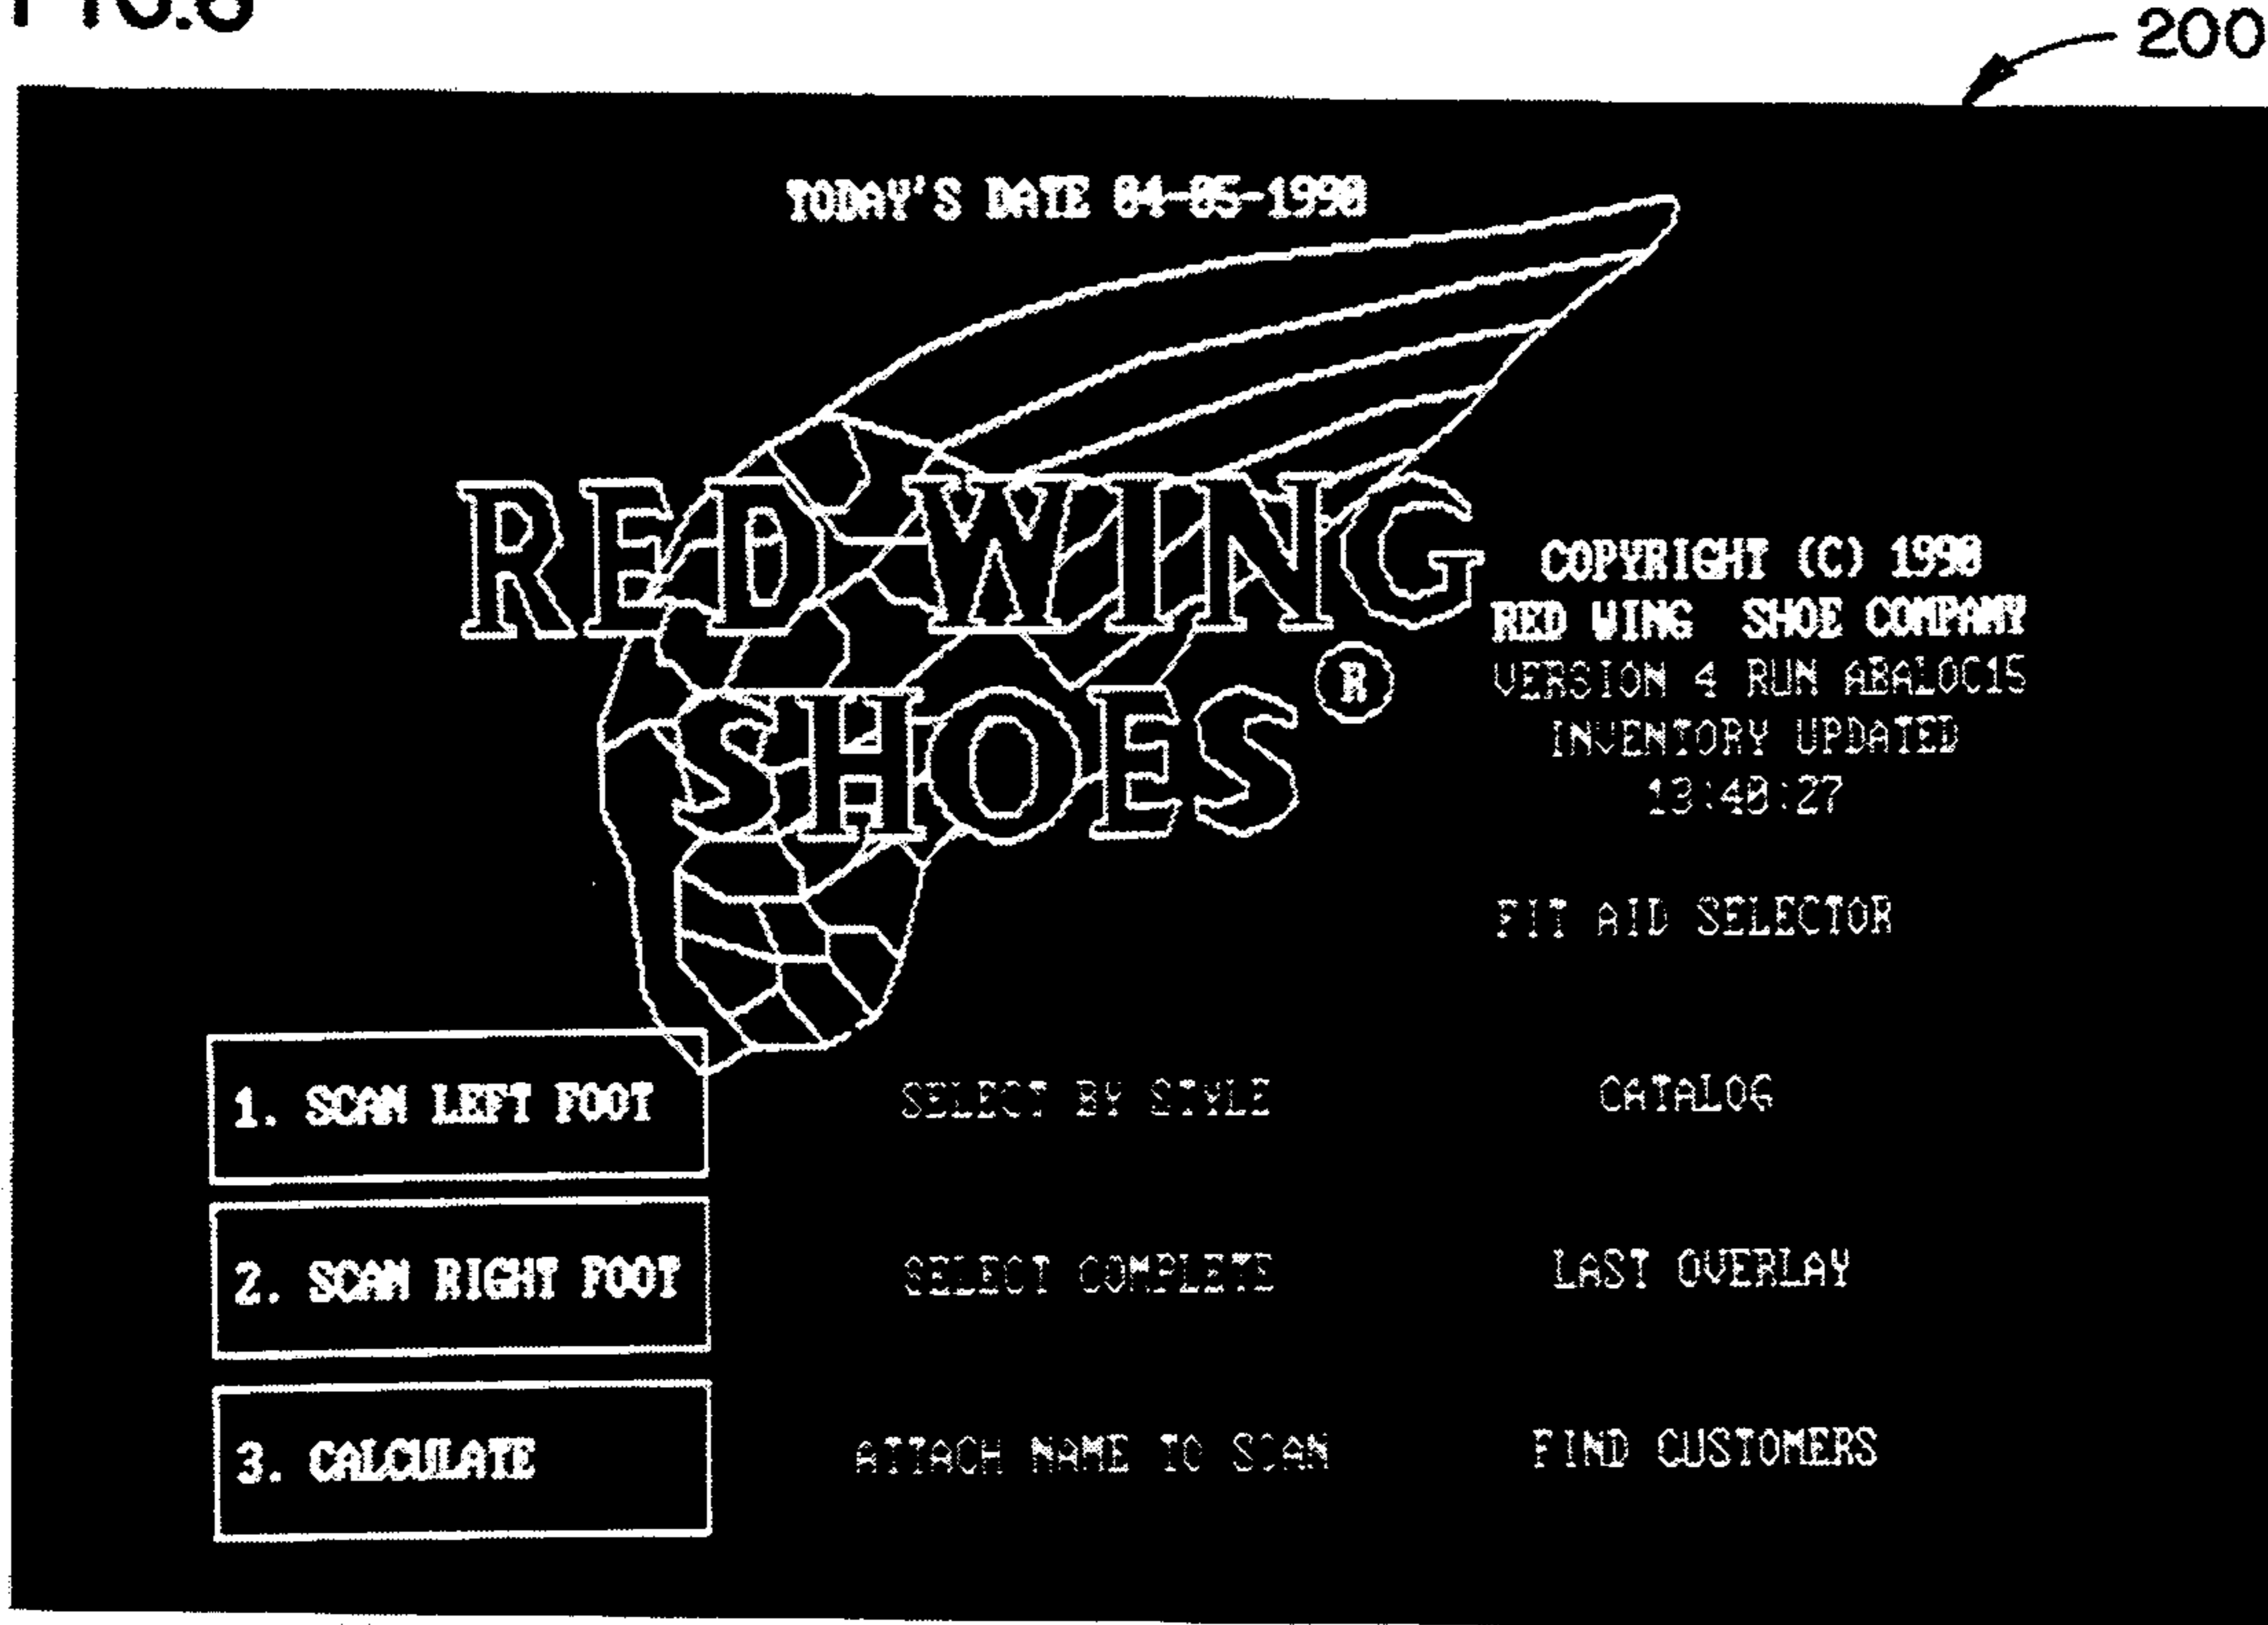 200
TODAY'S DATE 04-05-1990
RED WING
SHOES
®
COPYRIGHT (C) 1990
RED WING SHOE COMPANY
VERSION 4 RUN ABALOC15
INVENTORY UPDATED
13:40:27
FIT AID SELECTOR
1. SCAN LEFT FOOT
SELECT BY STYLE
CATALOG
2. SCAN RIGHT FOOT
SELECT COMPLETE
LAST OVERLAY
3. CALCULATE
ATTACH NAME TO SCAN
FIND CUSTOMERS